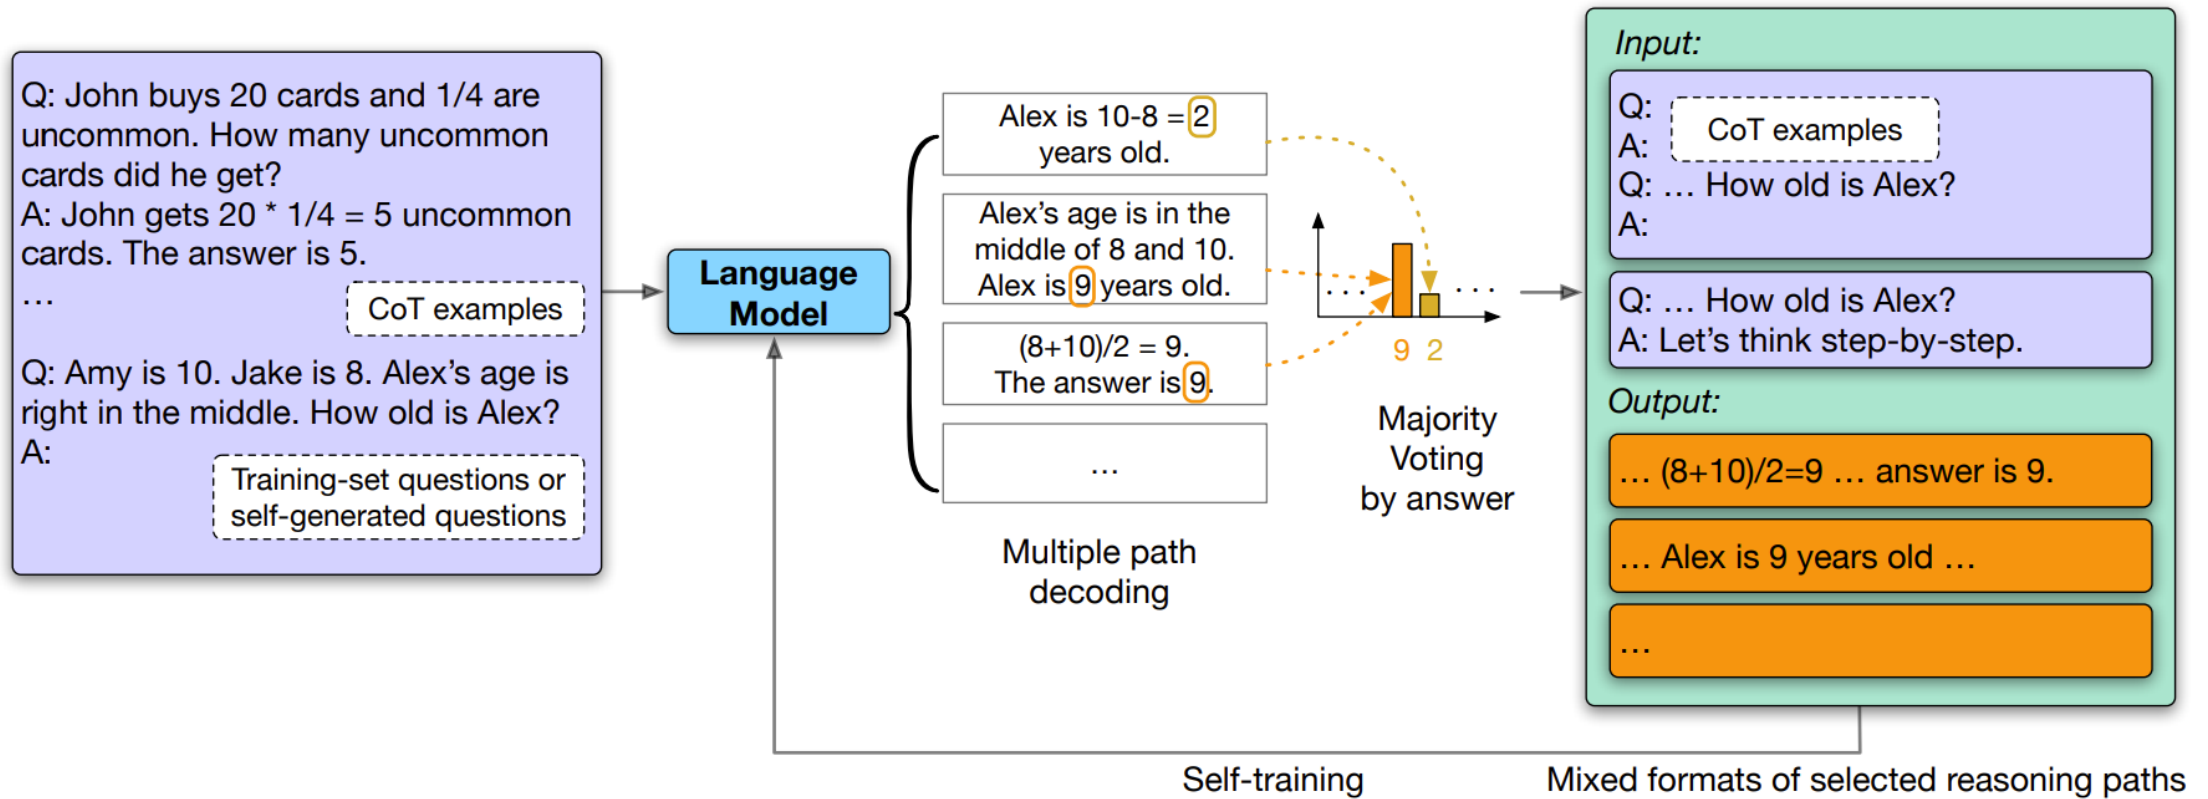 Q: John buys 20 cards and 1/4 are
uncommon. How many uncommon
cards did he get?
A: John gets 20 * 1/4 = 5 uncommon
cards. The answer is 5.
...
CoT examples
Q: Amy is 10. Jake is 8. Alex’s age is
right in the middle. How old is Alex?
A:
Training-set questions or
self-generated questions
Language
Model
Alex is 10-8 = 2
years old.
Alex’s age is in the
middle of 8 and 10.
Alex is 9 years old.
(8+10)/2 = 9.
The answer is 9.
...
Multiple path
decoding
... ...
9 2
Majority
Voting
by answer
Input:
Q:
A:
CoT examples
Q: … How old is Alex?
A:
Q: … How old is Alex?
A: Let’s think step-by-step.
Output:
… (8+10)/2=9 … answer is 9.
… Alex is 9 years old …
…
Self-training
Mixed formats of selected reasoning paths